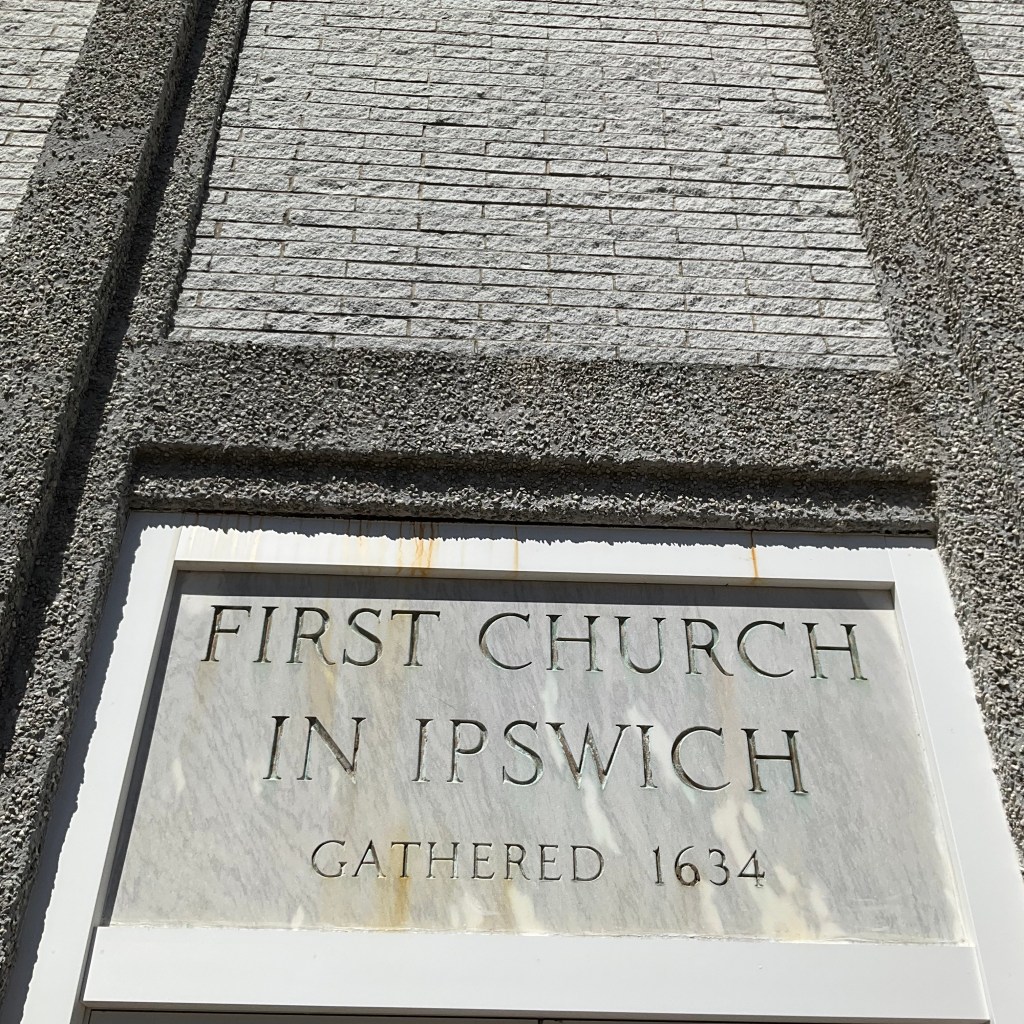 FIRST CHURCH
IN IPSWICH
GATHERED 1634